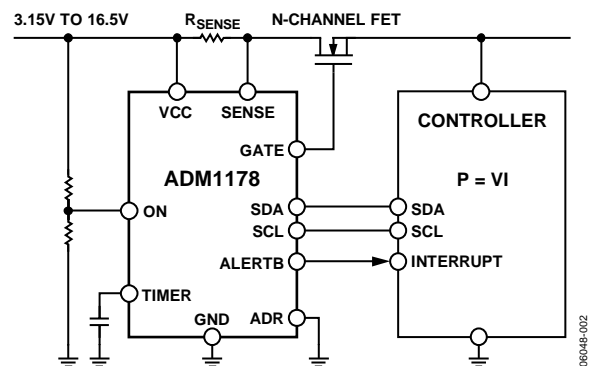 3.15V TO 16.5V
RSENSE
N-CHANNEL FET
VCC
SENSE
CONTROLLER
GATE
ADM1178
P = VI
ON
SDA
SDA
SCL
SCL
ALERTB
INTERRUPT
TIMER
GND
ADR
06048-002